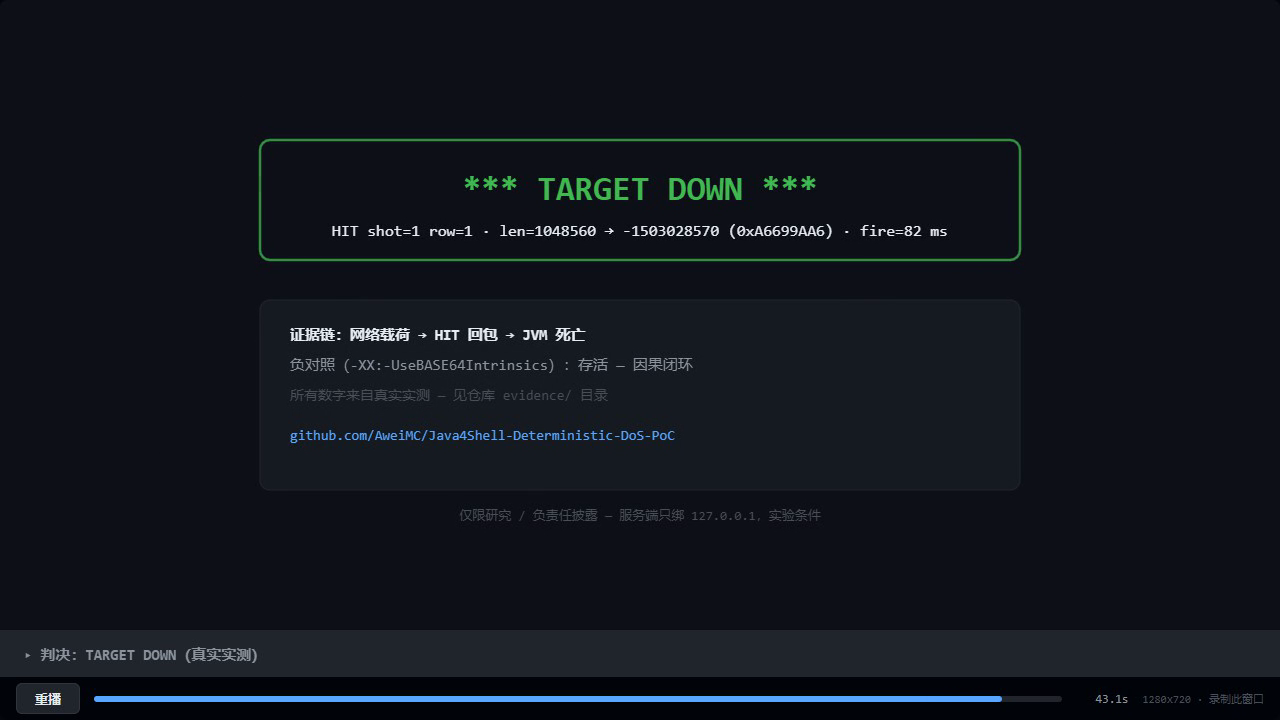 *** TARGET DOWN ***
HIT shot=1 row=1 · len=1048560 → -1503028570 (0xA6699AA6) · fire=82 ms
证据链: 网络载荷 → HIT 回包 → JVM 死亡
负对照 (-XX:-UseBASE64Intrinsics) : 存活 — 因果闭环
所有数字来自真实实测 — 见仓库 evidence/ 目录
github.com/AweiMC/Java4Shell-Deterministic-DoS-PoC
仅限研究 / 负责任披露 — 服务端只绑 127.0.0.1, 实验条件
▸ 判决: TARGET DOWN (真实实测)
重播
43.1s
1280x720 · 录制此窗口